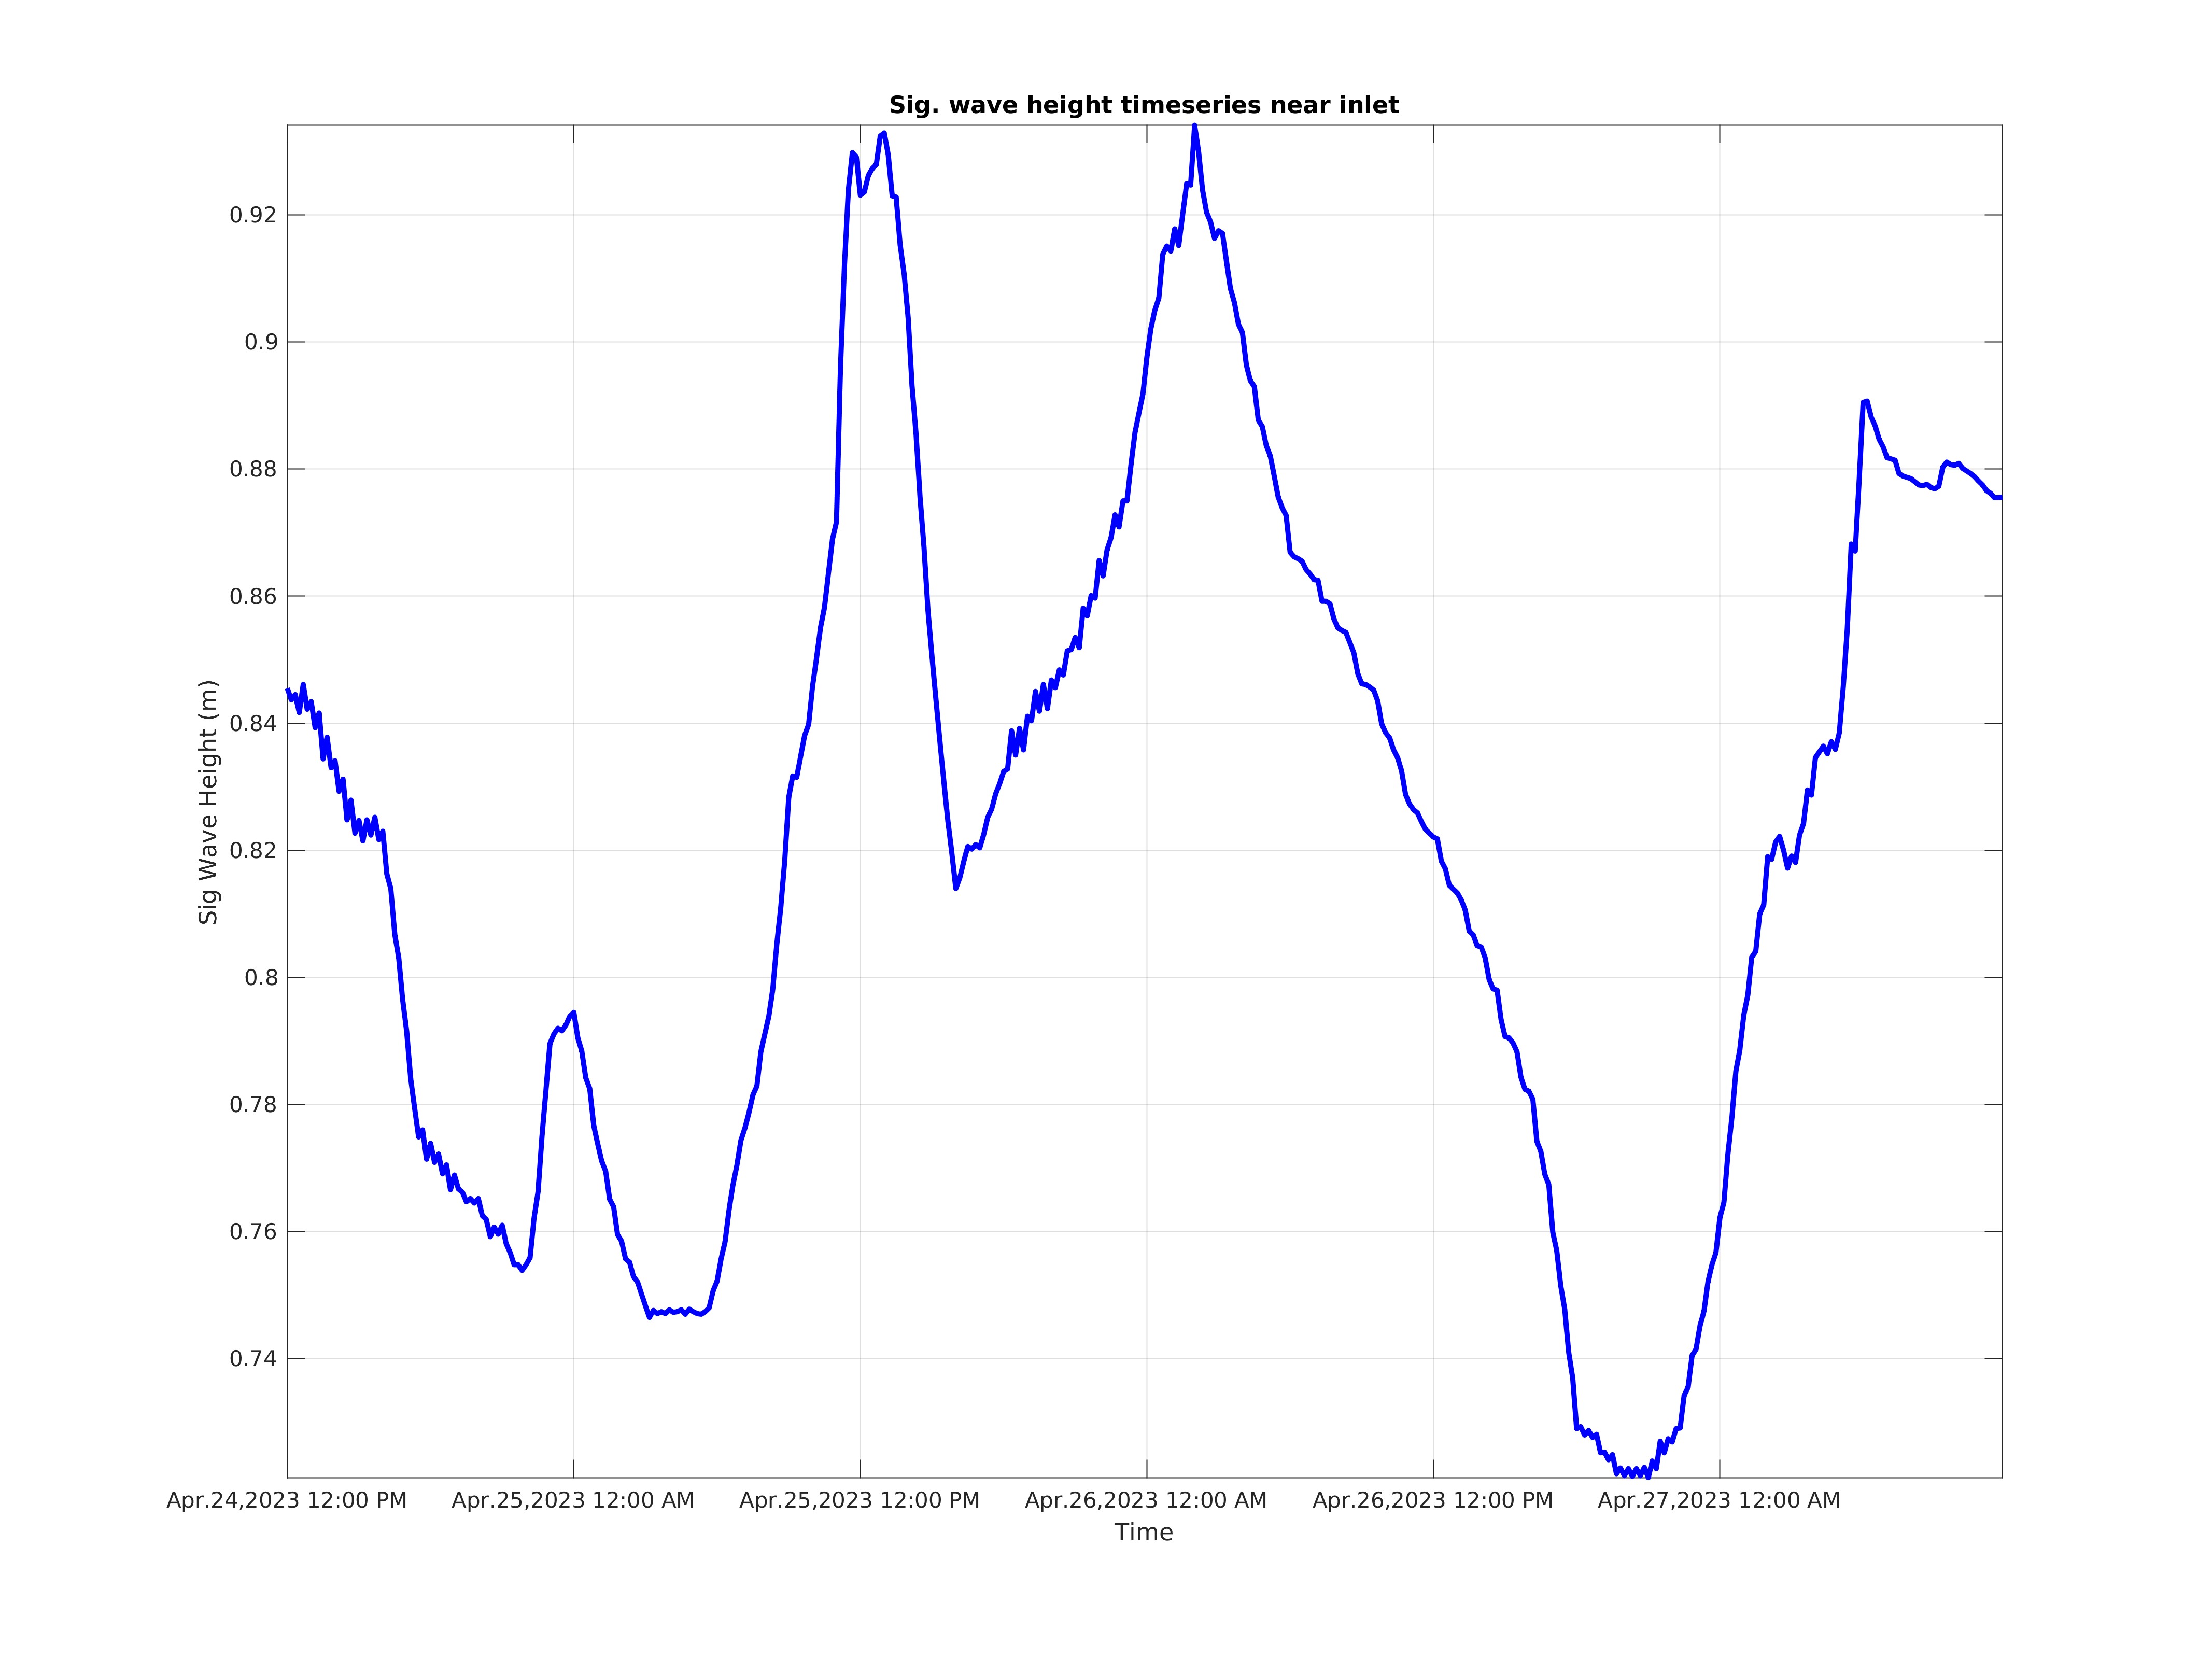 Sig. wave height timeseries near inlet
0.92
0.9
0.88
0.86
0.84
0.82
0.8
0.78
0.76
0.74
Sig Wave Height (m)
Apr.24,2023 12:00 PM Apr.25,2023 12:00 AM Apr.25,2023 12:00 PM Apr.26,2023 12:00 AM Apr.26,2023 12:00 PM Apr.27,2023 12:00 AM
Time